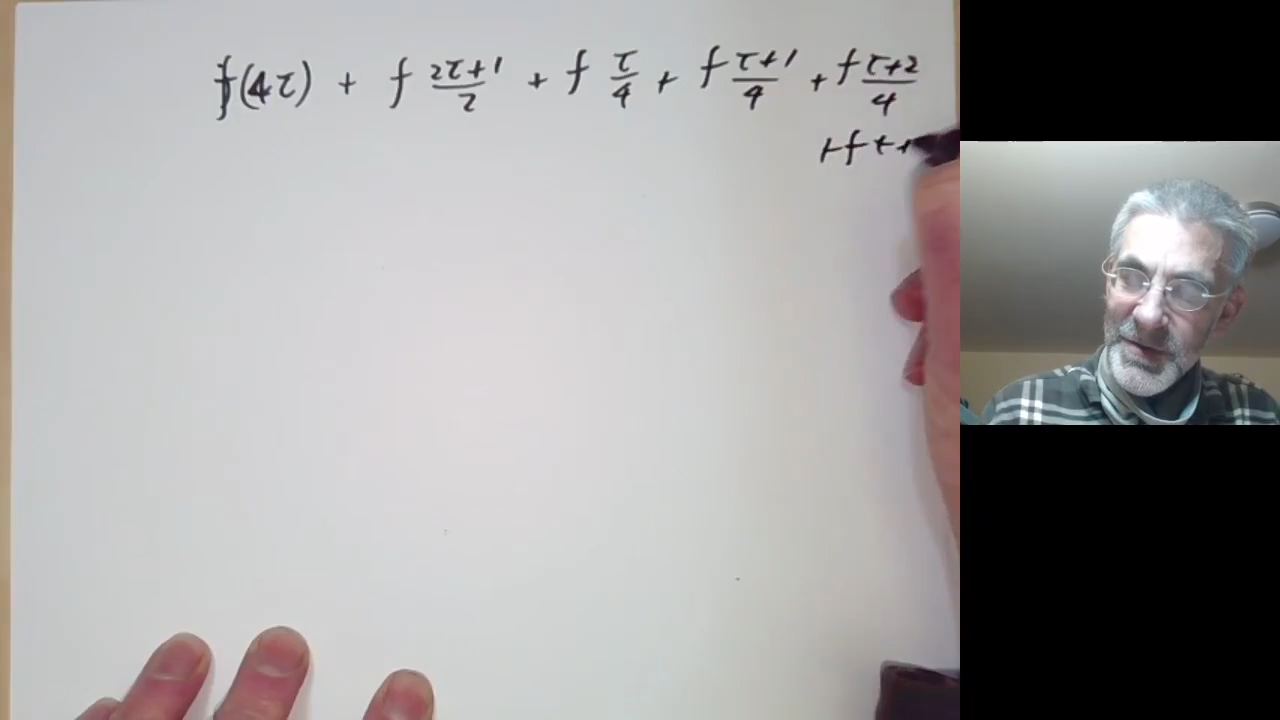 f(4τ) + f (2τ+1)/2 + f τ/4 + f (τ+1)/4 + f (τ+2)/4
+f τ+